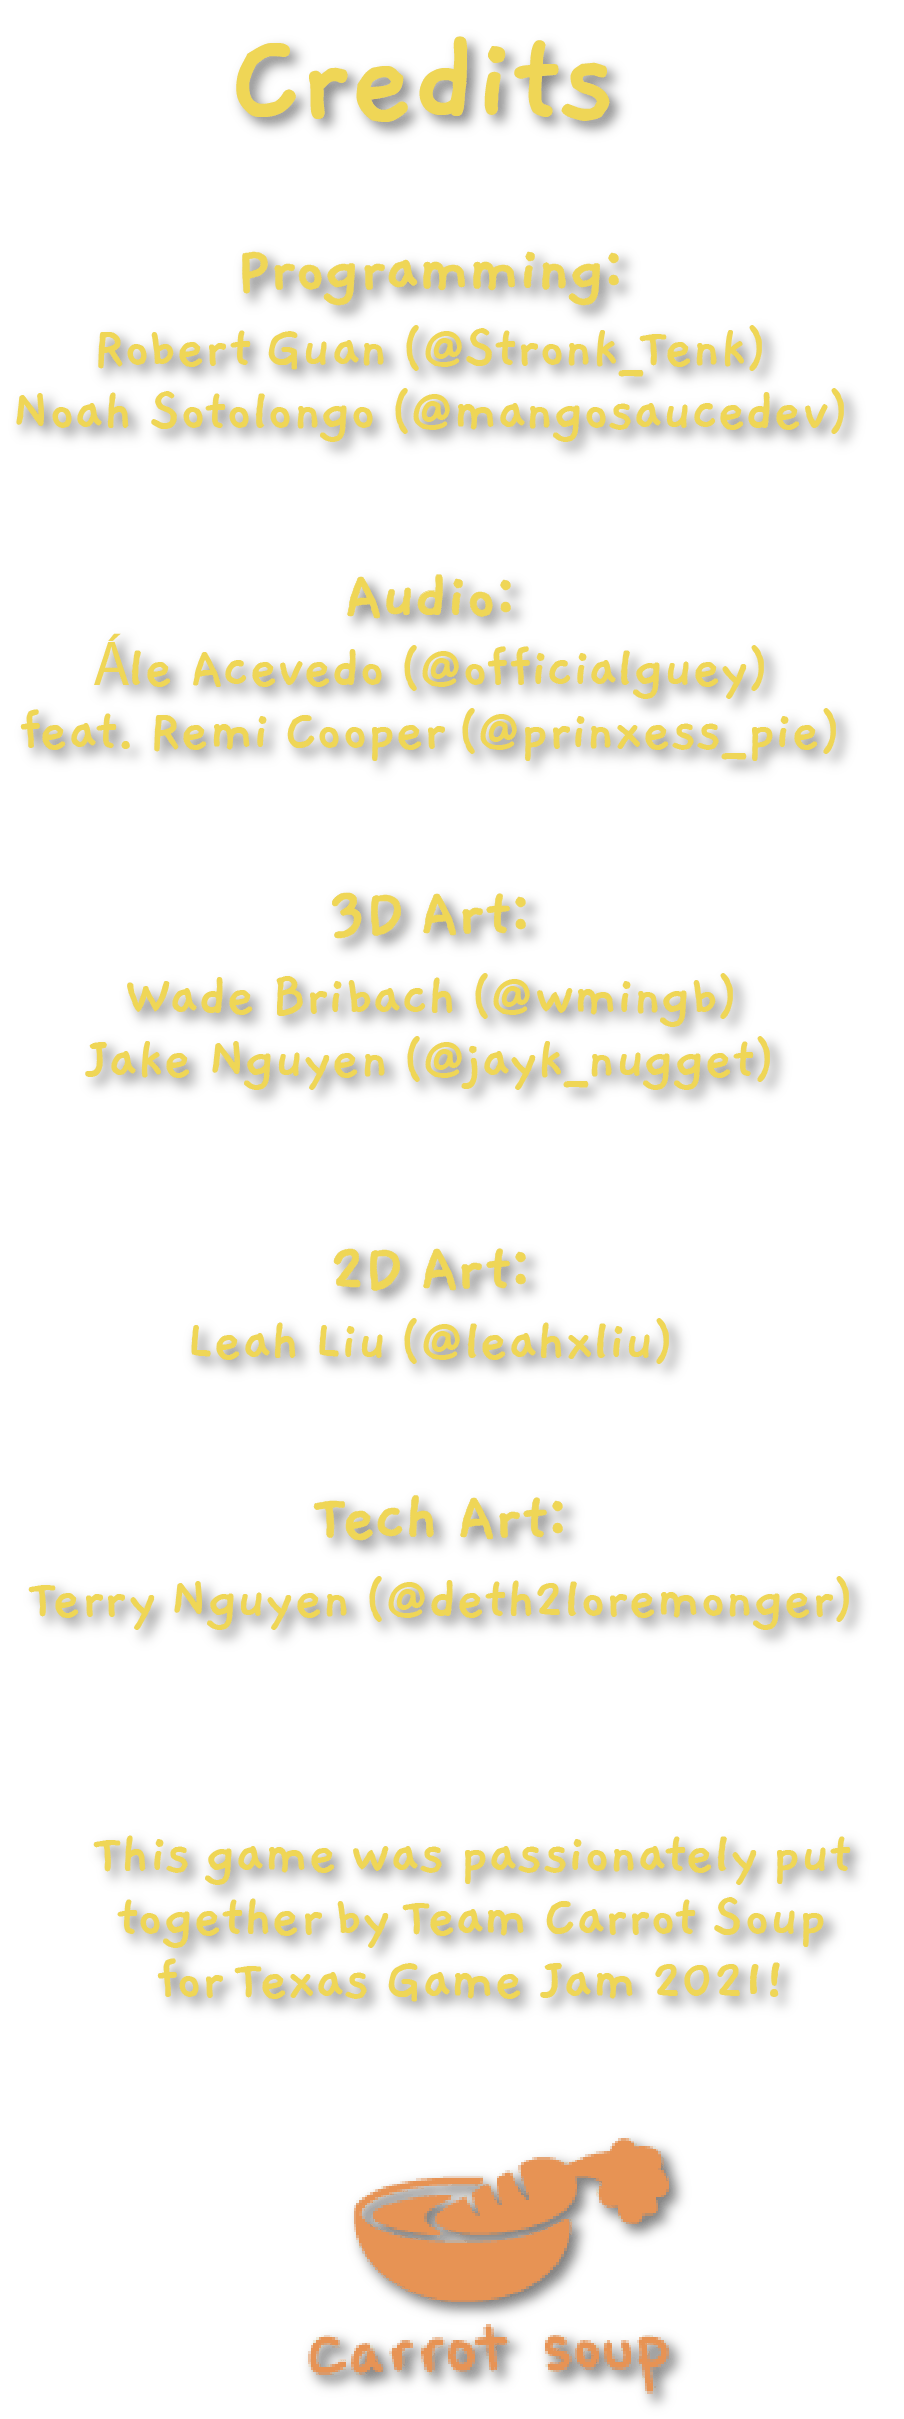 Credits
Programming:
Robert Guan (@Stronk_Tenk)
Noah Sotolongo (@mangosaucedev)
Audio:
Ále Acevedo (@officialguey)
feat. Remi Cooper (@prinxess_pie)
3D Art:
Wade Bribach (@wmingb)
Jake Nguyen (@jayk_nugget)
2D Art:
Leah Liu (@leahxliu)
Tech Art:
Terry Nguyen (@deth2loremonger)
This game was passionately put
together by Team Carrot Soup
for Texas Game Jam 2021!
Carrot soup